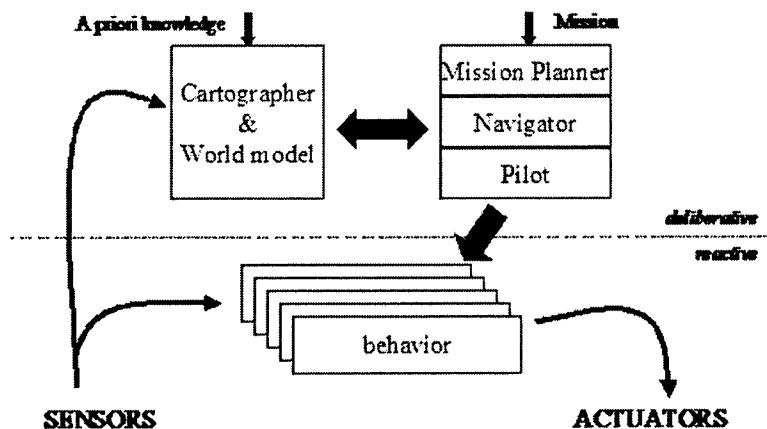 A priori knowledge
Mission
Cartographer
&
World model
Mission Planner
Navigator
Pilot
deliberative
reactive
behavior
SENSORS
ACTUATORS